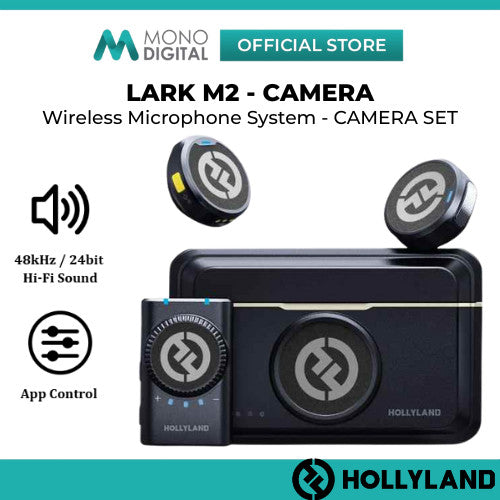 MONO
DIGITAL
OFFICIAL STORE
LARK M2 - CAMERA
Wireless Microphone System - CAMERA SET
48kHz / 24bit
Hi-Fi Sound
App Control
+ -
HOLLYLAND
HOLLYLAND
HOLLYLAND